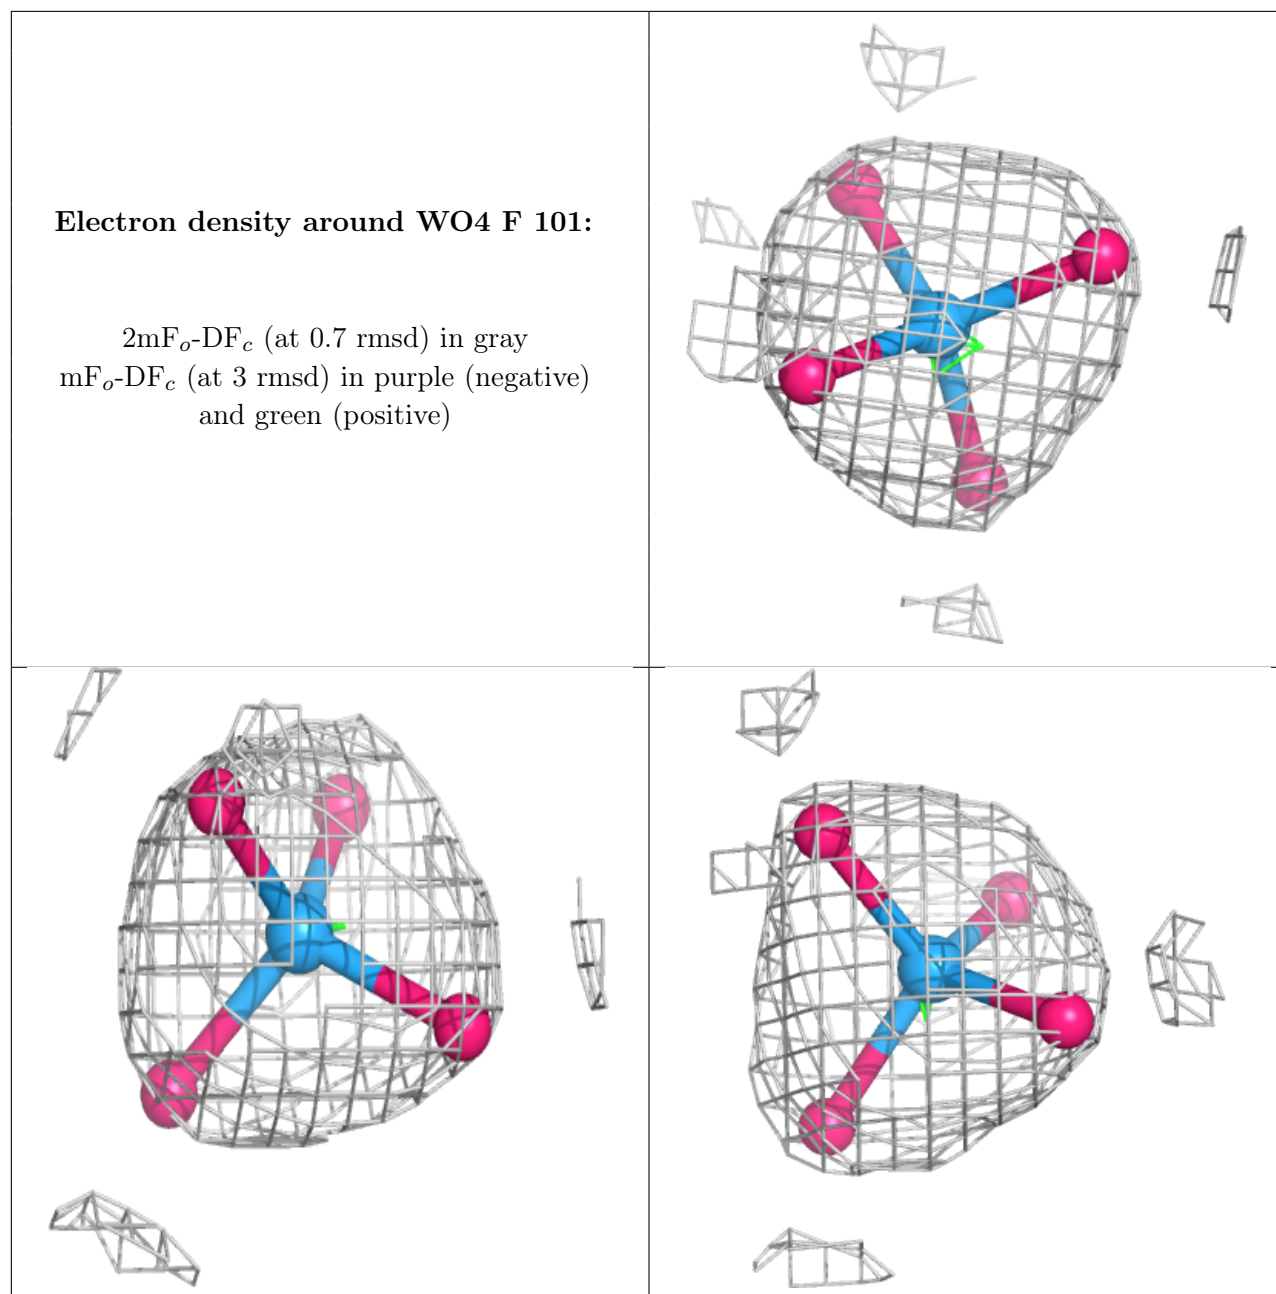 Electron density around WO4 F 101:
2mFo-DFc (at 0.7 rmsd) in gray
mFo-DFc (at 3 rmsd) in purple (negative)
and green (positive)